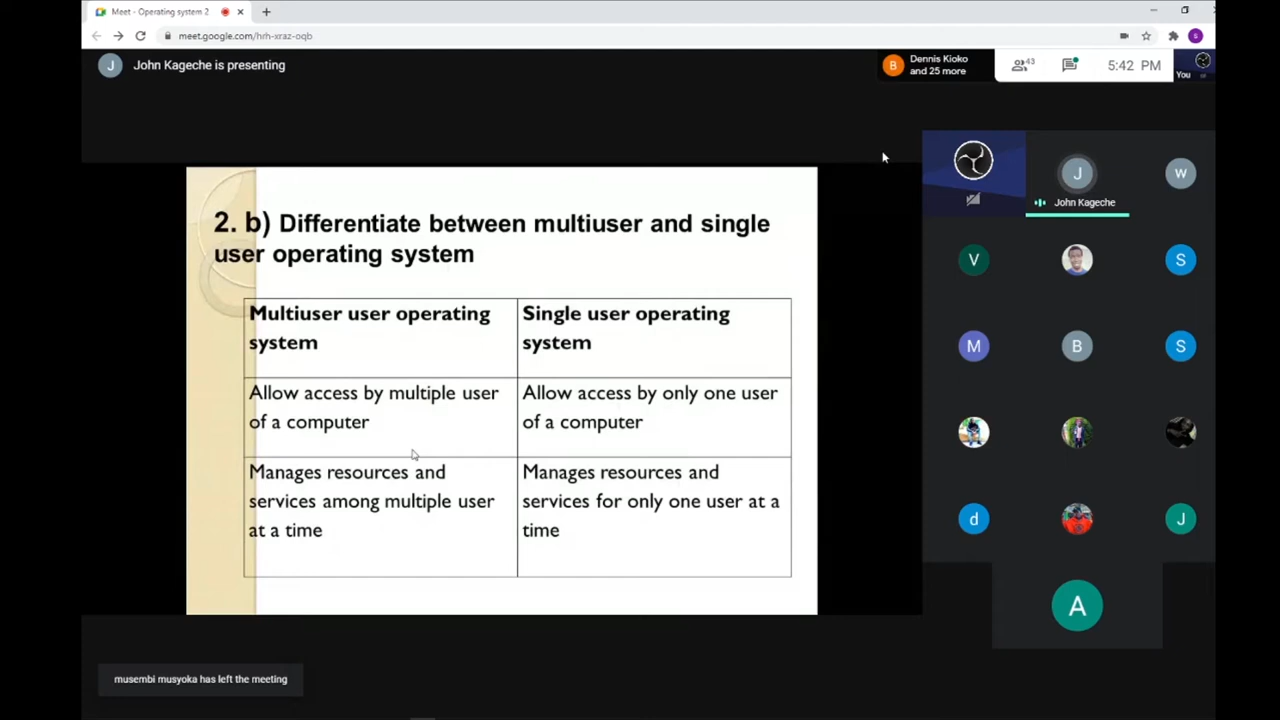 Meet - Operating system 2
meet.google.com/hrh-xraz-oqb
S
J
John Kageche is presenting
B
Dennis Kioko
and 25 more
43
5:42 PM
You
2. b) Differentiate between multiuser and single
user operating system
Multiuser user operating
system
Single user operating
system
Allow access by multiple user
of a computer
Allow access by only one user
of a computer
Manages resources and
services among multiple user
at a time
Manages resources and
services for only one user at a
time
J
John Kageche
w
V
S
M
B
S
d
J
A
musembi musyoka has left the meeting